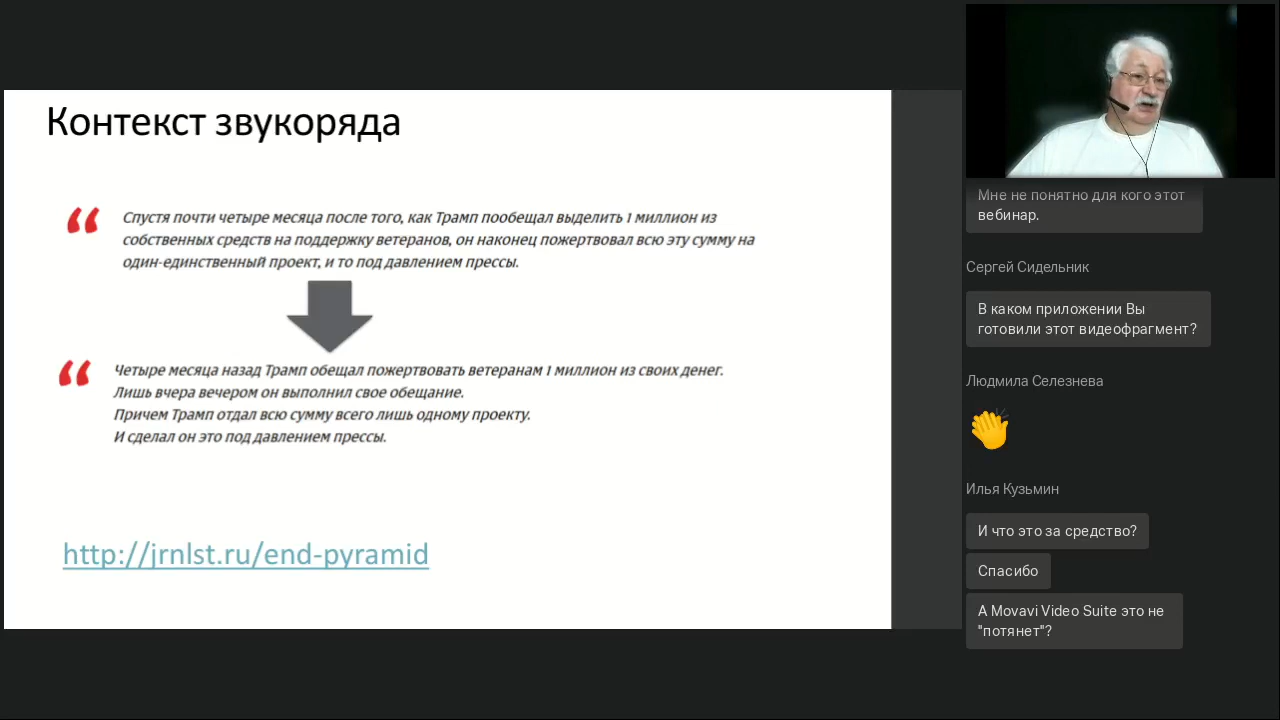 Контекст звукоряда
Спустя почти четыре месяца после того, как Трамп пообещал выделить 1 миллион из
собственных средств на поддержку ветеранов, он наконец пожертвовал всю эту сумму на
один-единственный проект, и то под давлением прессы.
Четыре месяца назад Трамп обещал пожертвовать ветеранам 1 миллион из своих денег.
Лишь вчера вечером он выполнил свое обещание.
Причем Трамп отдал всю сумму всего лишь одному проекту.
И сделал он это под давлением прессы.
http://jrnlst.ru/end-pyramid
Мне не понятно для кого этот
вебинар.
Сергей Сидельник
В каком приложении Вы
готовили этот видеофрагмент?
Людмила Селезнева
Илья Кузьмин
И что это за средство?
Спасибо
А Movavi Video Suite это не
"потянет"?